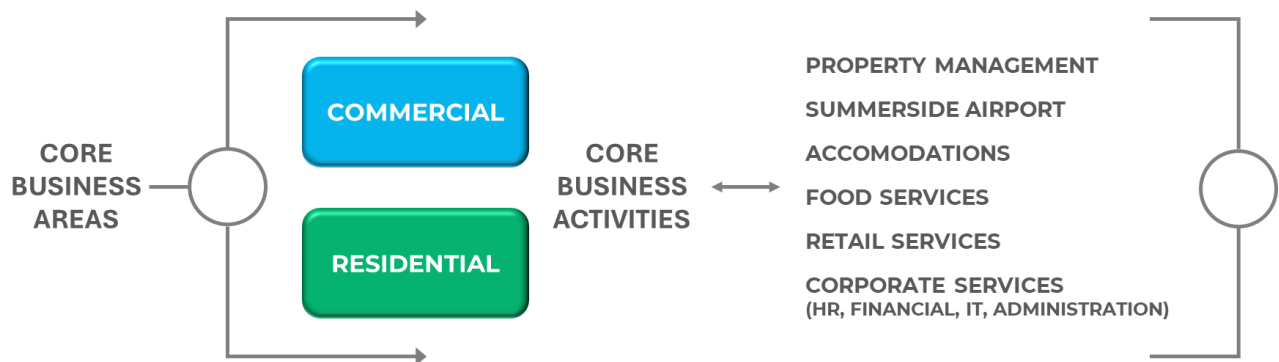 CORE
BUSINESS
AREAS
COMMERCIAL
RESIDENTIAL
CORE
BUSINESS
ACTIVITIES
PROPERTY MANAGEMENT
SUMMERSIDE AIRPORT
ACCOMODATIONS
FOOD SERVICES
RETAIL SERVICES
CORPORATE SERVICES
(HR, FINANCIAL, IT, ADMINISTRATION)